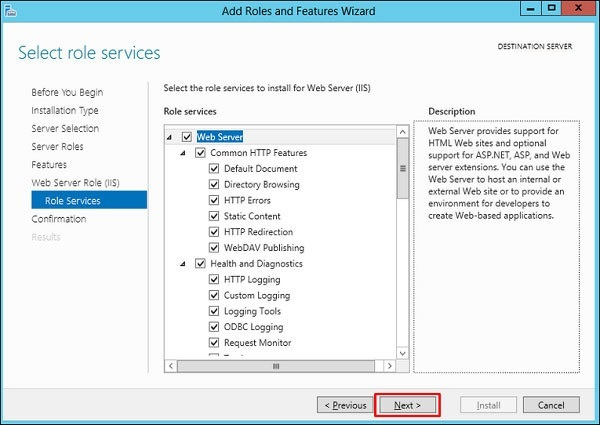 Add Roles and Features Wizard
Select role services
DESTINATION SERVER
Before You Begin
Installation Type
Server Selection
Server Roles
Features
Web Server Role (IIS)
Role Services
Confirmation
Results
Select the role services to install for Web Server (IIS)
Role services
Web Server
Common HTTP Features
Default Document
Directory Browsing
HTTP Errors
Static Content
HTTP Redirection
WebDAV Publishing
Health and Diagnostics
HTTP Logging
Custom Logging
Logging Tools
ODBC Logging
Request Monitor
Description
Web Server provides support for
HTML Web sites and optional
support for ASP.NET, ASP, and Web
server extensions. You can use the
Web Server to host an internal or
external Web site or to provide an
environment for developers to
create Web-based applications.
< Previous
Next >
Install
Cancel